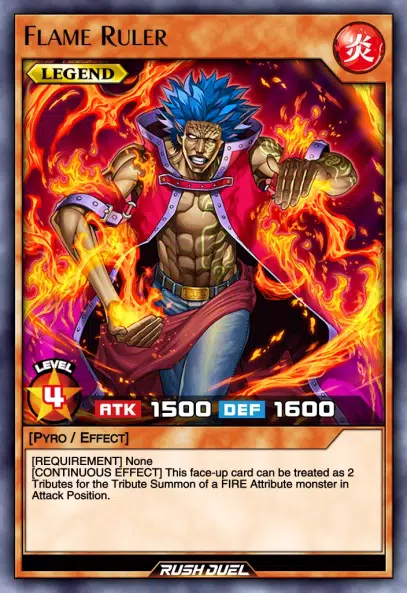 FLAME RULER
炎
LEGEND
LEVEL
4
ATK 1500 DEF 1600
[PYRO / EFFECT]
[REQUIREMENT] None
[CONTINUOUS EFFECT] This face-up card can be treated as 2
Tributes for the Tribute Summon of a FIRE Attribute monster in
Attack Position.
RUSH DUEL